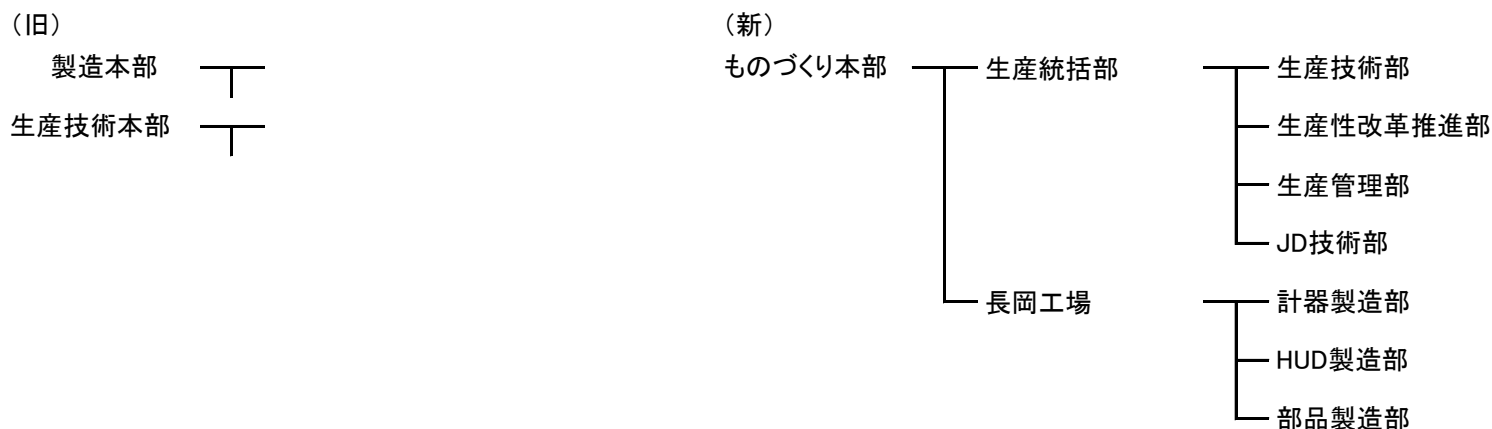 （旧）
製造本部
生産技術本部
（新）
ものづくり本部
生産統括部
生産技術部
生産性改革推進部
生産管理部
JD技術部
長岡工場
計器製造部
HUD製造部
部品製造部